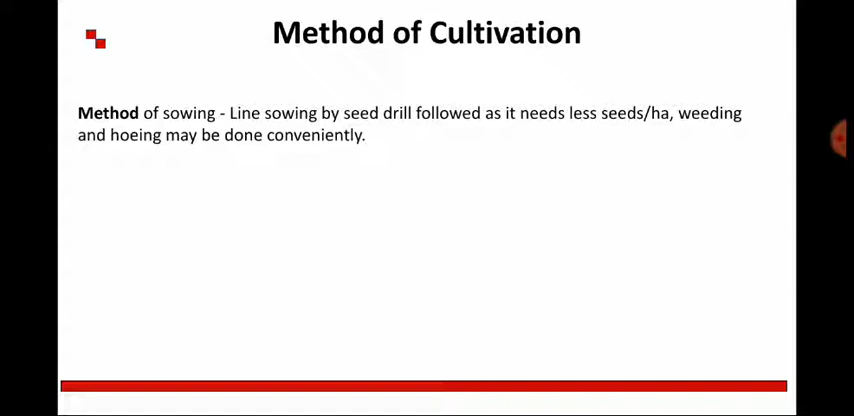 Method of Cultivation
Method of sowing - Line sowing by seed drill followed as it needs less seeds/ha, weeding
and hoeing may be done conveniently.